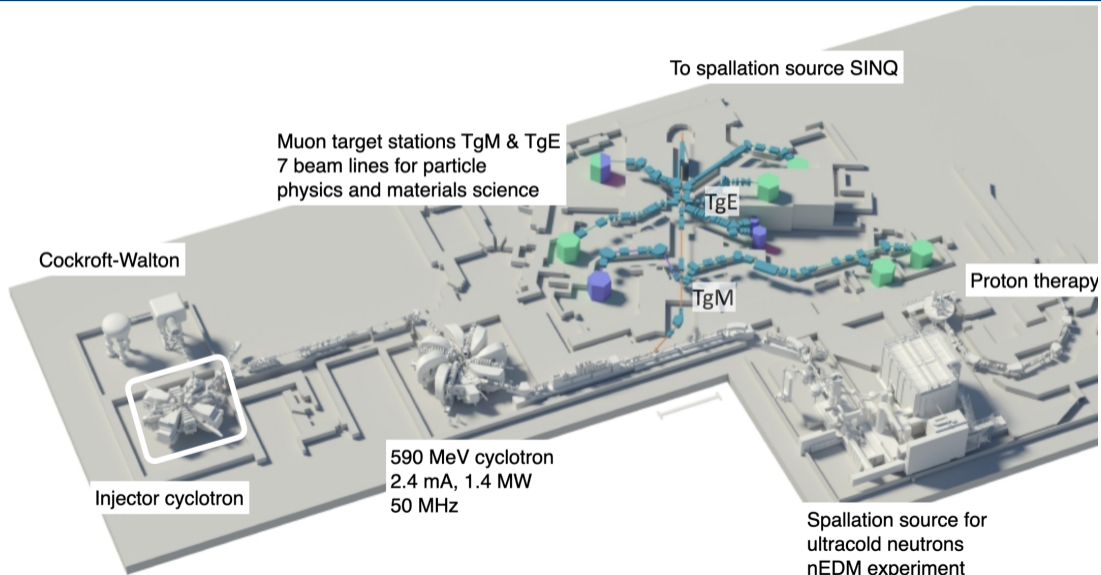 To spallation source SINQ
Muon target stations TgM & TgE
7 beam lines for particle
physics and materials science
TgE
Cockroft-Walton
Proton therapy
TgM
590 MeV cyclotron
2.4 mA, 1.4 MW
50 MHz
Injector cyclotron
Spallation source for
ultracold neutrons
nEDM experiment